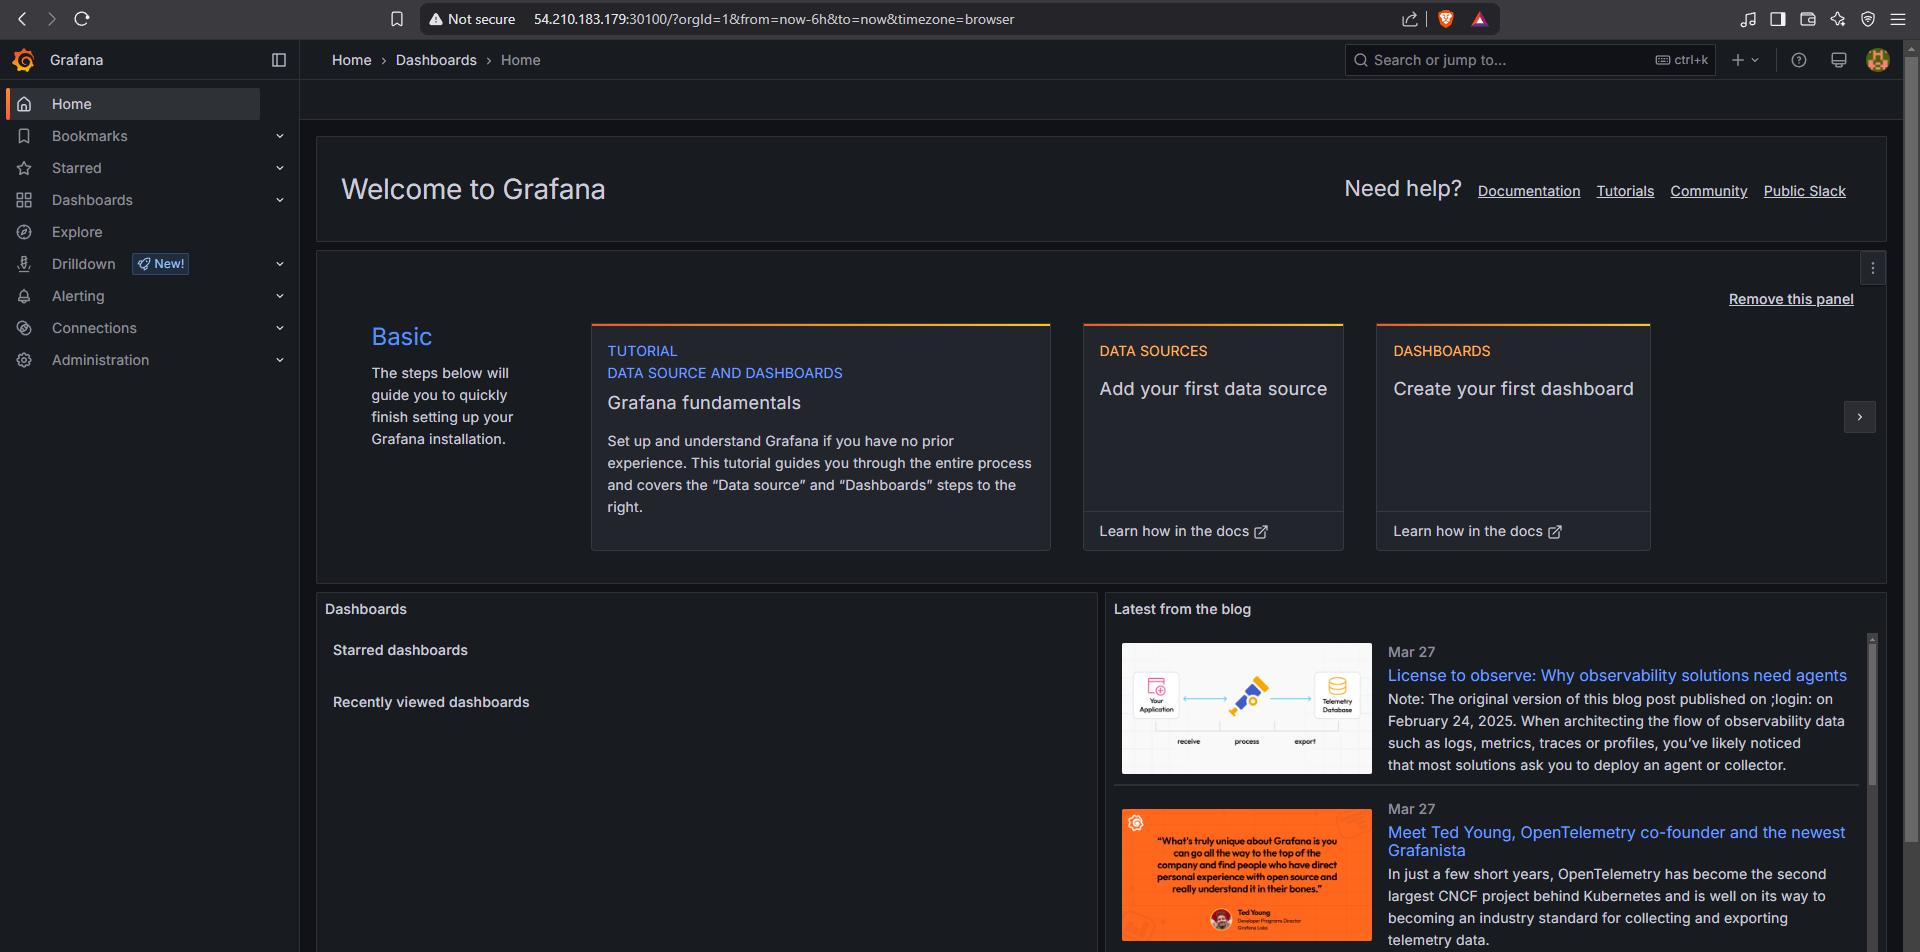 Not secure
54.210.183.179:30100/?orgId=1&from=now-6h&to=now&timezone=browser
Grafana
Home › Dashboards › Home
Search or jump to...
ctrl+k
Home
Bookmarks
Starred
Dashboards
Explore
Drilldown
New!
Alerting
Connections
Administration
Welcome to Grafana
Need help?
Documentation
Tutorials
Community
Public Slack
Remove this panel
Basic
The steps below will
guide you to quickly
finish setting up your
Grafana installation.
TUTORIAL
DATA SOURCE AND DASHBOARDS
Grafana fundamentals
Set up and understand Grafana if you have no prior
experience. This tutorial guides you through the entire process
and covers the “Data source” and “Dashboards” steps to the
right.
DATA SOURCES
Add your first data source
Learn how in the docs
DASHBOARDS
Create your first dashboard
Learn how in the docs
Dashboards
Starred dashboards
Recently viewed dashboards
Latest from the blog
Your
Application
Telemetry
Database
receive
process
export
Mar 27
License to observe: Why observability solutions need agents
Note: The original version of this blog post published on ;login: on
February 24, 2025. When architecting the flow of observability data
such as logs, metrics, traces or profiles, you’ve likely noticed
that most solutions ask you to deploy an agent or collector.
“What's truly unique about Grafana is you
can go all the way to the top of the
company and find people who have direct
personal experience with open source and
really understand it in their bones.”
Ted Young
Developer Programs Director
Grafana Labs
Mar 27
Meet Ted Young, OpenTelemetry co-founder and the newest
Grafanista
In just a few short years, OpenTelemetry has become the second
largest CNCF project behind Kubernetes and is well on its way to
becoming an industry standard for collecting and exporting
telemetry data.